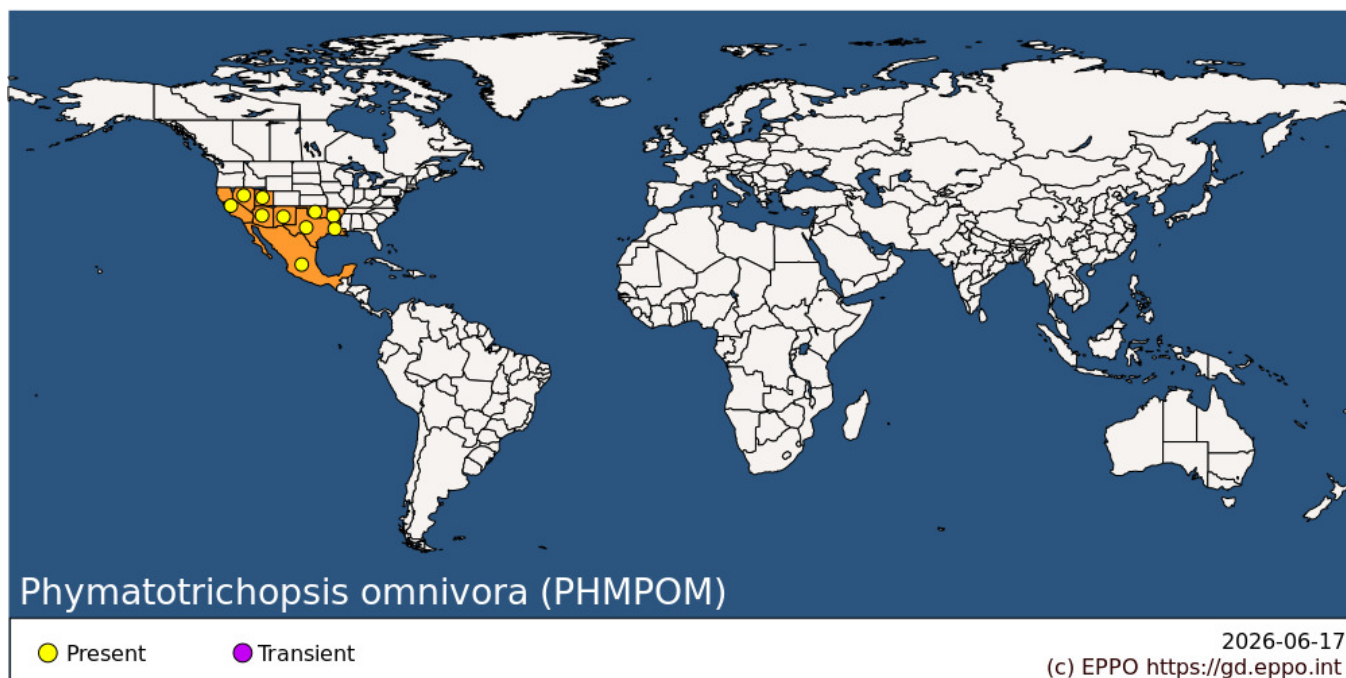 Phymatotrichopsis omnivora (PHMPOM)
Present
Transient
2026-06-17
(c) EPPO https://gd.eppo.int